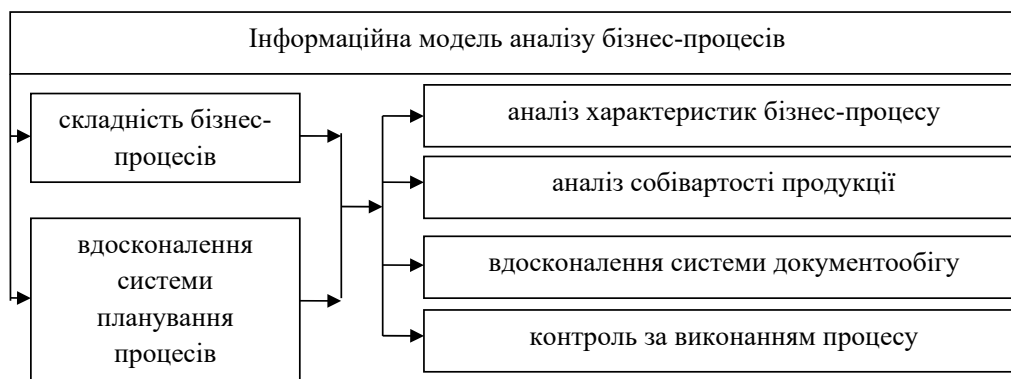 Інформаційна модель аналізу бізнес-процесів
складність бізнес-
процесів
вдосконалення
системи
планування
процесів
аналіз характеристик бізнес-процесу
аналіз собівартості продукції
вдосконалення системи документообігу
контроль за виконанням процесу